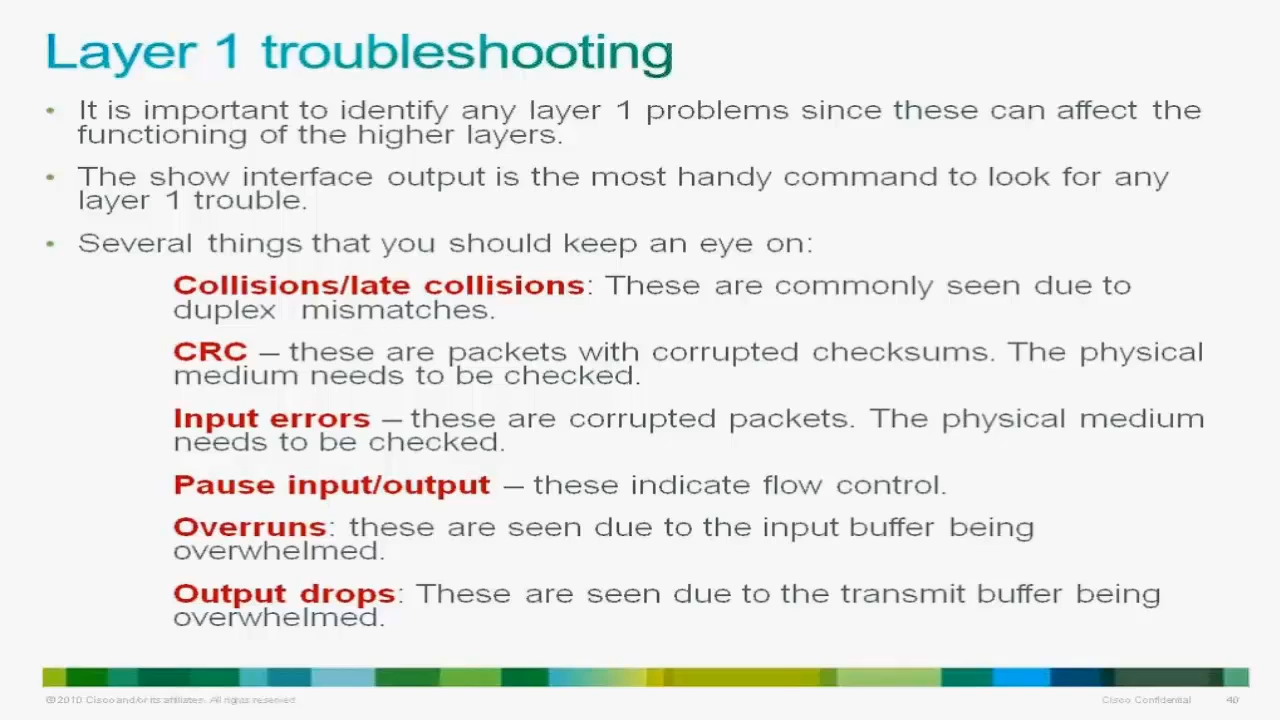 Layer 1 troubleshooting
• It is important to identify any layer 1 problems since these can affect the
functioning of the higher layers.
• The show interface output is the most handy command to look for any
layer 1 trouble.
• Several things that you should keep an eye on:
Collisions/late collisions: These are commonly seen due to
duplex mismatches.
CRC – these are packets with corrupted checksums. The physical
medium needs to be checked.
Input errors – these are corrupted packets. The physical medium
needs to be checked.
Pause input/output – these indicate flow control.
Overruns: these are seen due to the input buffer being
overwhelmed.
Output drops: These are seen due to the transmit buffer being
overwhelmed.
© 2010 Cisco and/or its affiliates. All rights reserved. Cisco Confidential 40